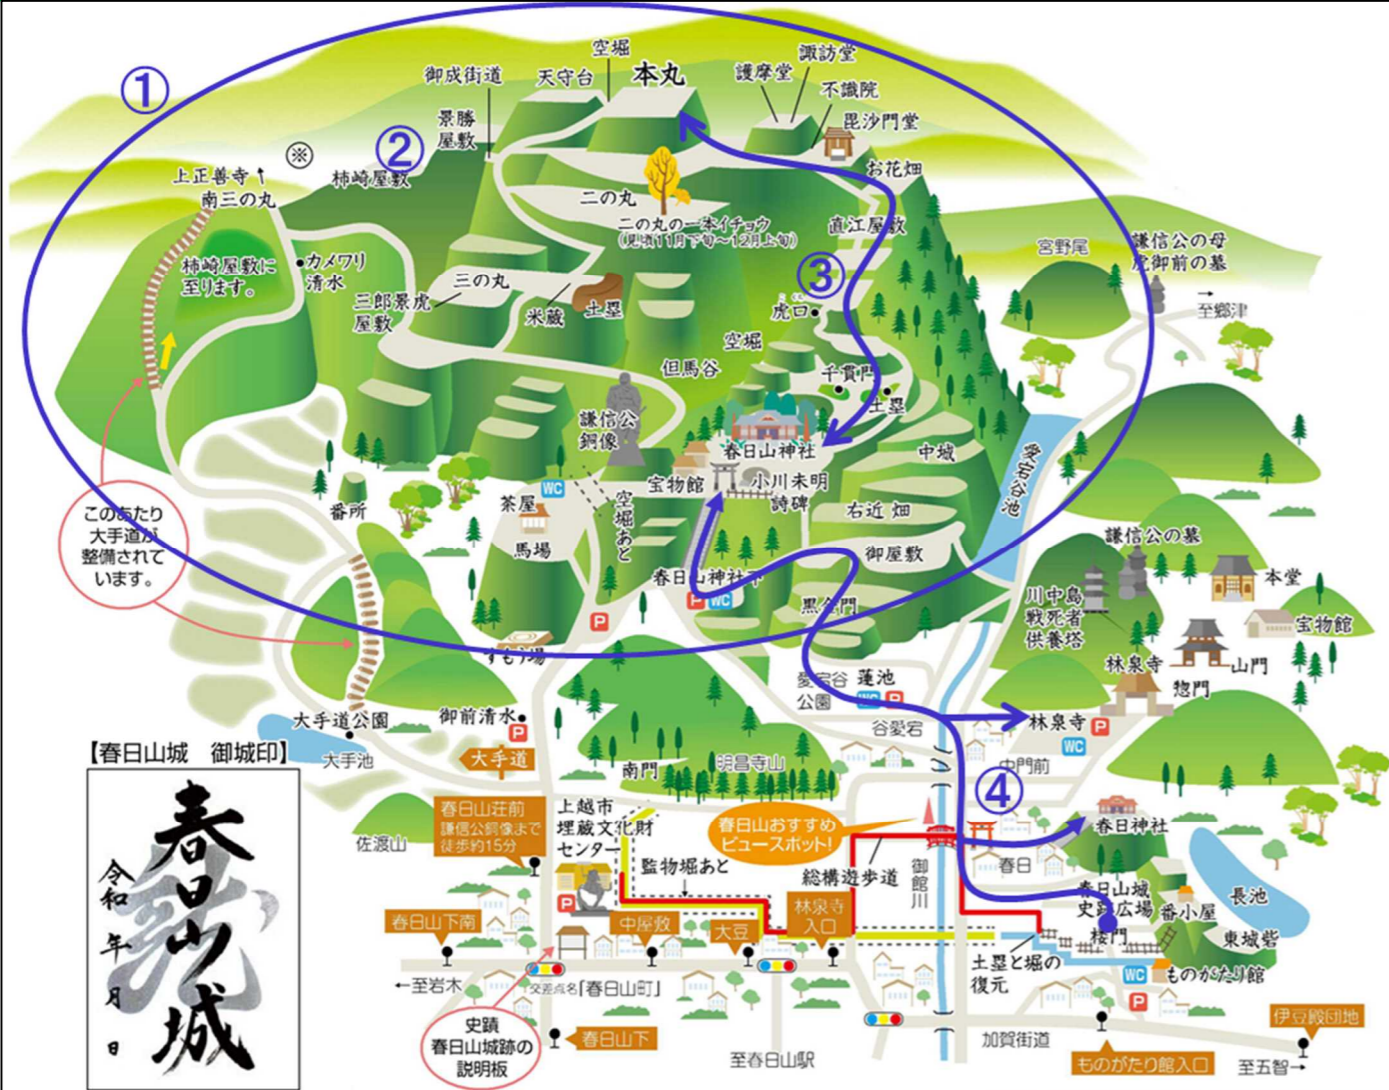 ①
空堀
諏訪堂
御成街道
天守台
本丸
護摩堂
不識院
景勝
屋敷
②
毘沙門堂
※
上正善寺↑
柿崎屋敷
お花畑
南三の丸
二の丸
二の丸の一本イチョウ
(見頃11月下旬～12月上旬)
直江屋敷
宮野尾
謙信公の母
虎御前の墓
→
至郷津
柿崎屋敷に
至ります。
カメワリ
清水
三の丸
三郎景虎
屋敷
米蔵
土塁
③
虎口
空堀
但馬谷
千貫門
土塁
謙信公
銅像
春日山神社
中城
愛宕谷池
宝物館
小川未明
詩碑
WC
茶屋
番所
空堀あと
右近畑
馬場
御屋敷
このあたり
大手道が
整備されて
います。
春日山神社下
P
WC
黒金門
P
すもう場
謙信公の墓
本堂
川中島
戦死者
供養塔
宝物館
林泉寺
山門
惣門
愛宕谷
公園
蓮池
WC
P
谷愛宕
林泉寺
P
WC
中門前
大手道公園
御前清水
P
大手池
大手道
南門
明昌寺山
④
【春日山城 御城印】
春日山城
令和 年 月 日
佐渡山
春日山荘前
謙信公銅像まで
徒歩約15分
上越市
埋蔵文化財
センター
P
春日山おすすめ
ビュースポット!
監物堀あと
総構遊歩道
御館川
春日神社
春日
春日山城
史跡広場
番小屋
長池
楼門
東城砦
春日山下南
中屋敷
大豆
林泉寺
入口
土塁と堀の
復元
WC
ものがたり館
P
←至岩木
交差点名「春日山町」
史蹟
春日山城跡の
説明板
春日山下
至春日山駅
加賀街道
ものがたり館入口
伊豆殿団地
至五智→